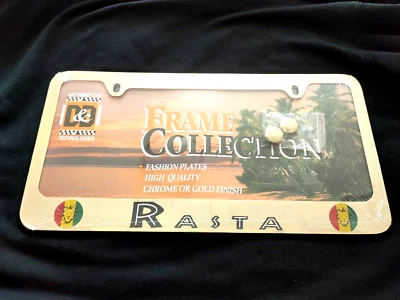 FRAME
COLLECTION
FASHION PLATES
HIGH QUALITY
CHROME OR GOLD FINISH
RASTA